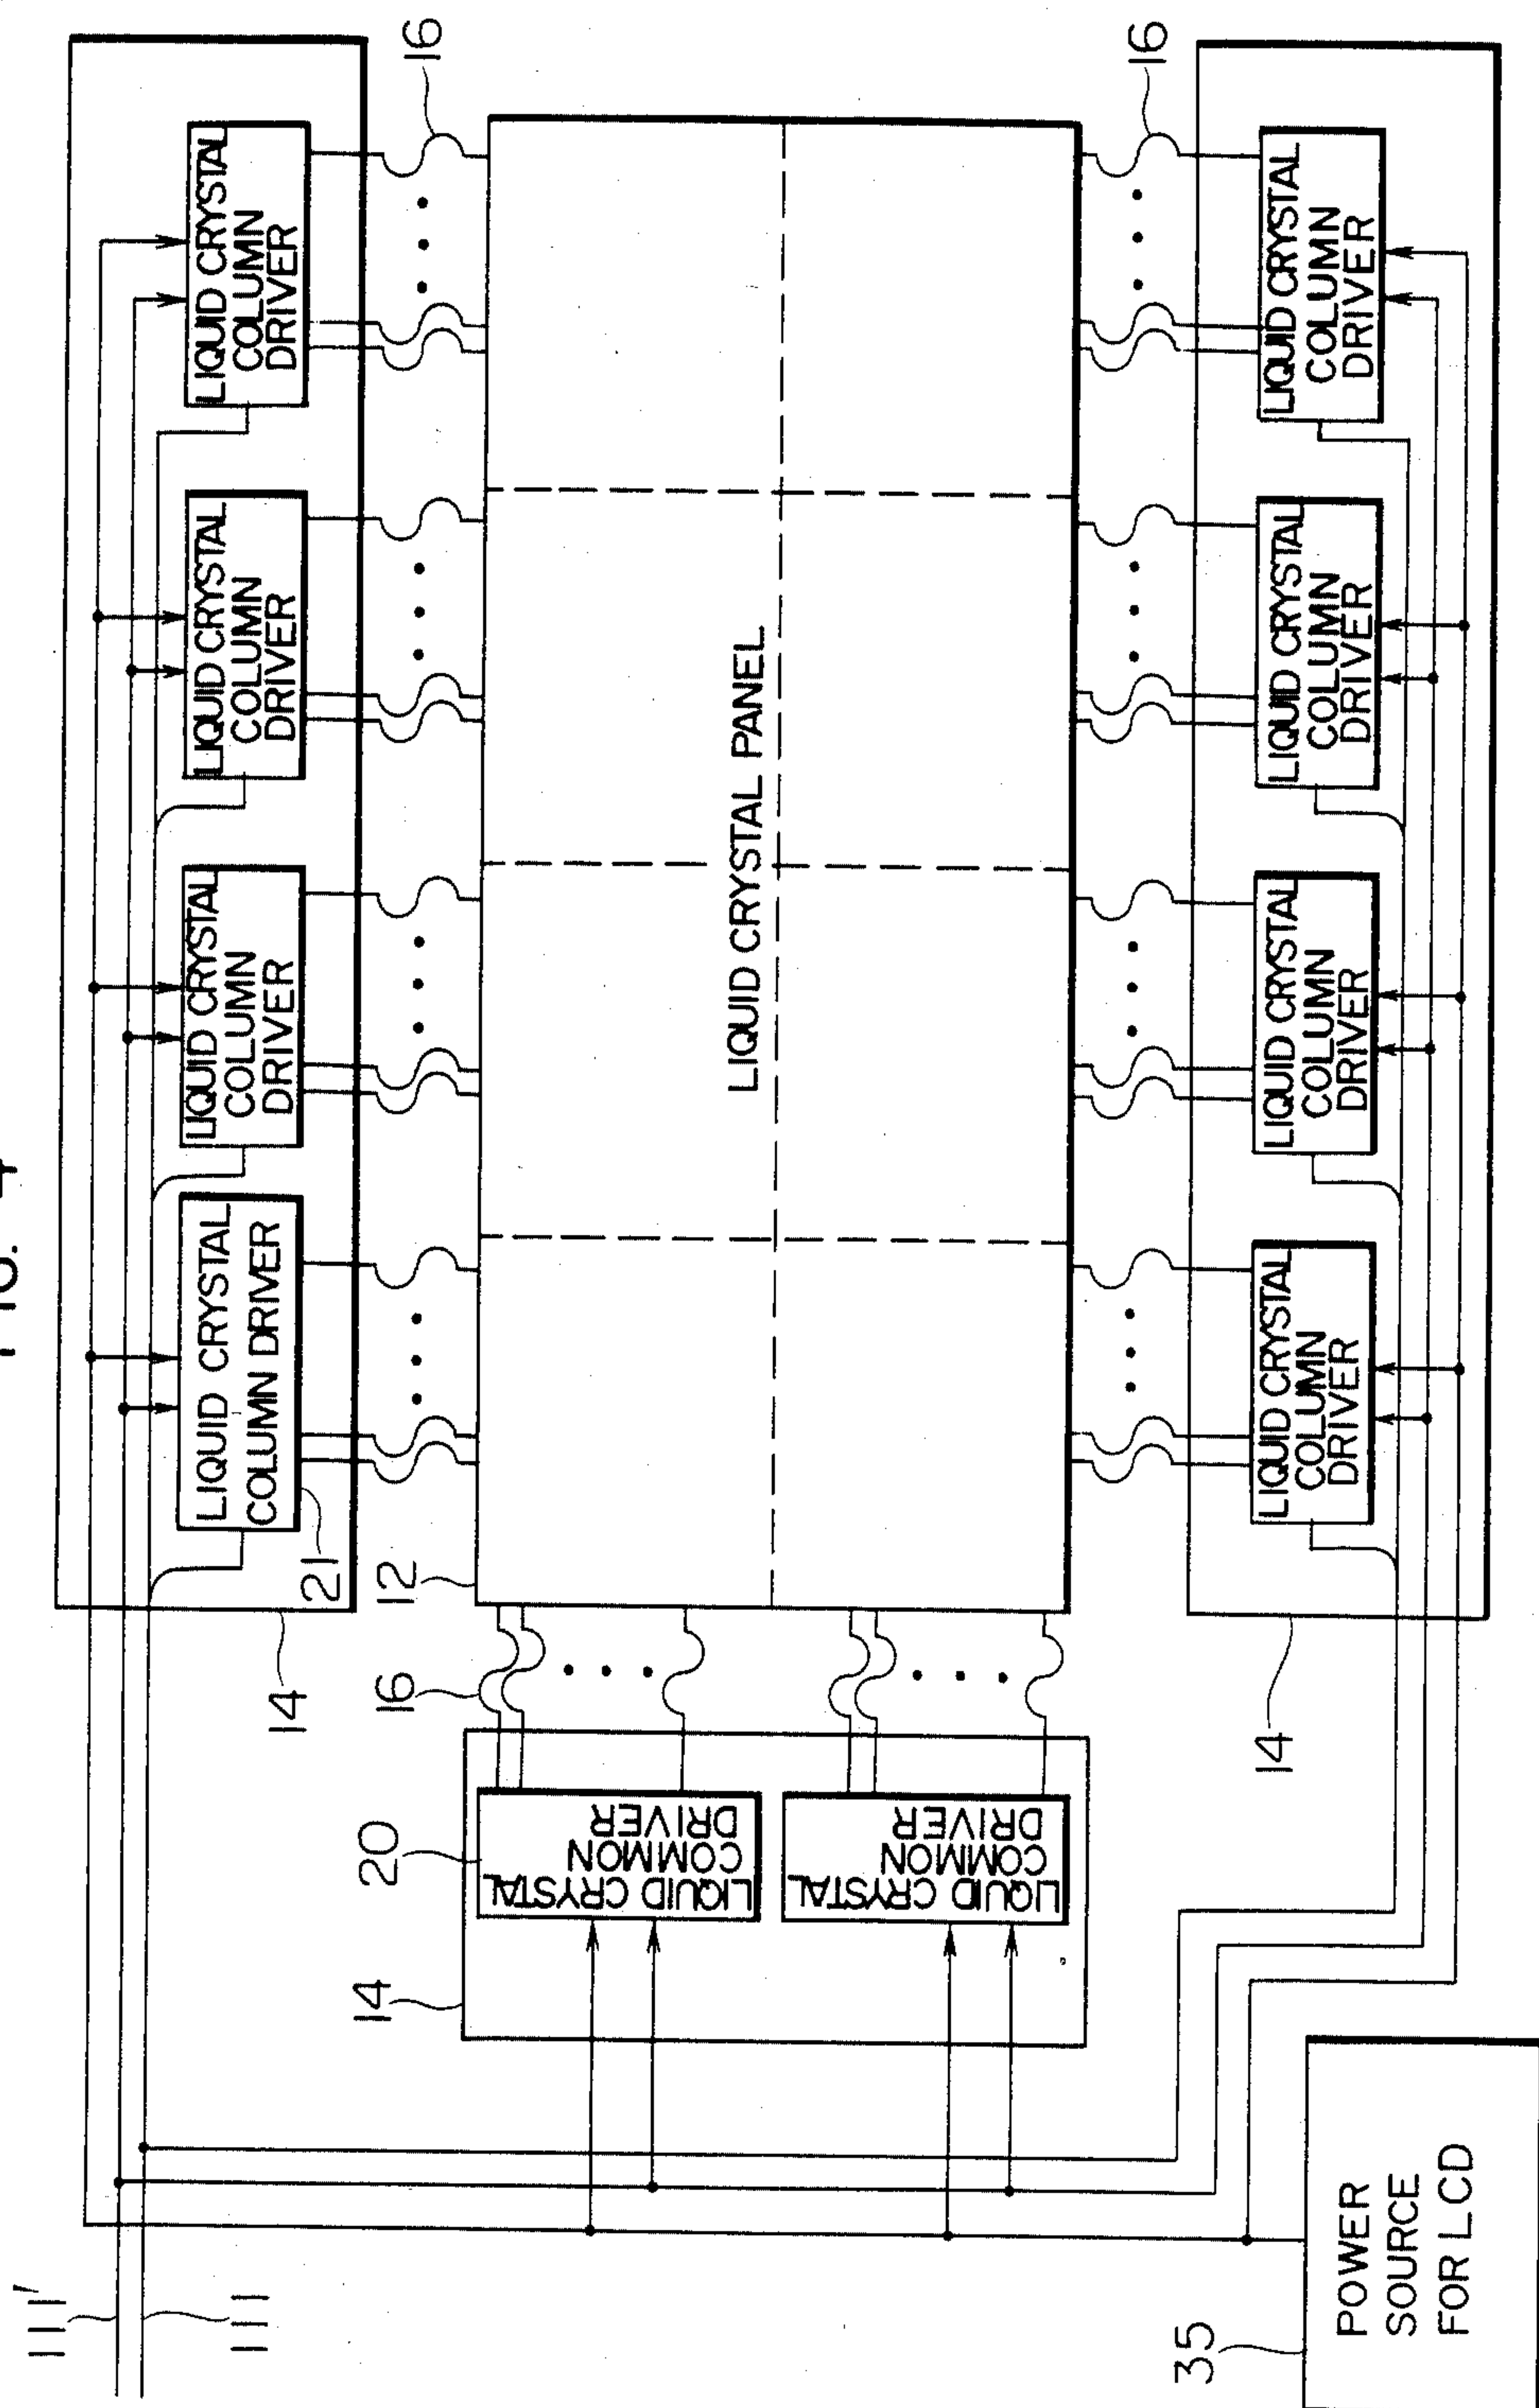 FIG. 4
111'
111
14
21
LIQUID CRYSTAL
COLUMN DRIVER
LIQUID CRYSTAL
COLUMN
DRIVER
LIQUID CRYSTAL
COLUMN
DRIVER
LIQUID CRYSTAL
COLUMN
DRIVER
14
20
16
12
16
LIQUID CRYSTAL
COMMON
DRIVER
LIQUID CRYSTAL PANEL
LIQUID CRYSTAL
COMMON
DRIVER
16
35
14
POWER
SOURCE
FOR LCD
LIQUID CRYSTAL
COLUMN
DRIVER
LIQUID CRYSTAL
COLUMN
DRIVER
LIQUID CRYSTAL
COLUMN
DRIVER
LIQUID CRYSTAL
COLUMN
DRIVER